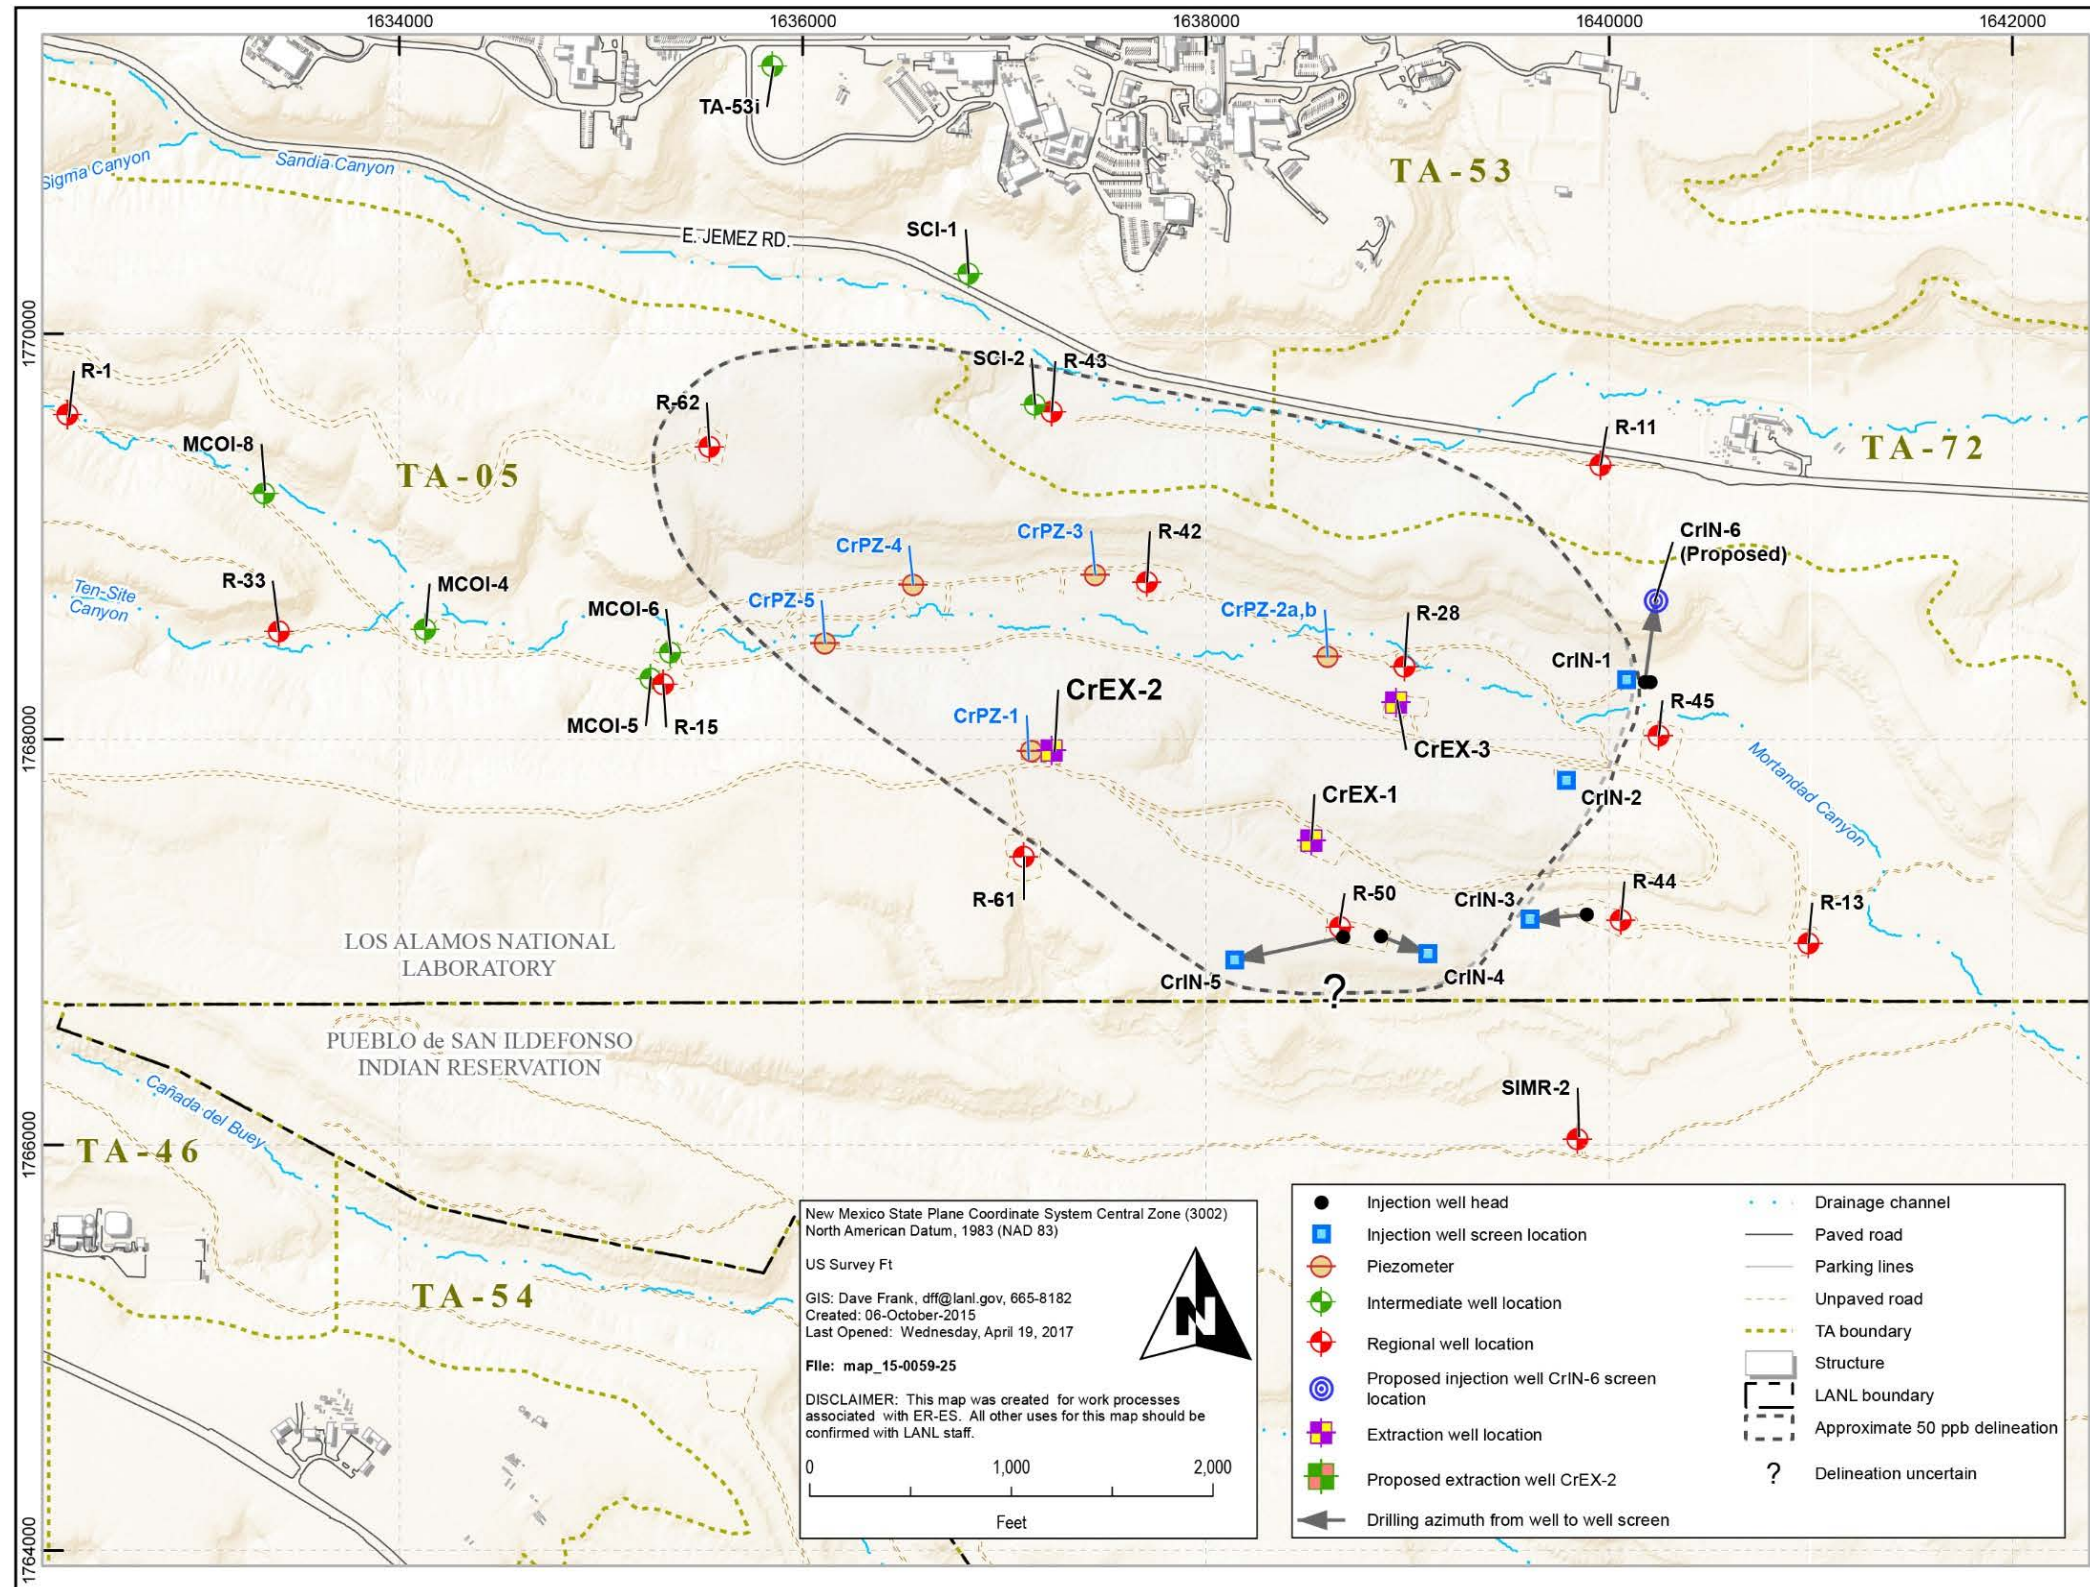 1634000
1636000
1638000
1640000
1642000
TA-53i
TA-53
Sigma Canyon
Sandia Canyon
E. JEMEZ RD.
SCI-1
1770000
R-1
SCI-2
R-43
R-62
R-11
MCOI-8
TA-05
TA-72
CrIN-6
(Proposed)
CrPZ-3
R-42
CrPZ-4
R-33
MCOI-4
Ten-Site
Canyon
MCOI-6
CrPZ-5
CrPZ-2a,b
R-28
CrIN-1
CrEX-2
R-45
MCOI-5
R-15
CrPZ-1
1768000
CrEX-3
Mortandad Canyon
CrEX-1
CrIN-2
R-61
R-50
CrIN-3
R-44
R-13
LOS ALAMOS NATIONAL
LABORATORY
CrIN-5
?
CrIN-4
PUEBLO de SAN ILDEFONSO
INDIAN RESERVATION
SIMR-2
Cañada del Buey
1766000
TA-46
TA-54
1764000
New Mexico State Plane Coordinate System Central Zone (3002)
North American Datum, 1983 (NAD 83)
US Survey Ft
GIS: Dave Frank, dff@lanl.gov, 665-8182
Created: 06-October-2015
Last Opened: Wednesday, April 19, 2017
FIle: map_15-0059-25
DISCLAIMER: This map was created for work processes
associated with ER-ES. All other uses for this map should be
confirmed with LANL staff.
N
0 1,000 2,000
Feet
Injection well head
Injection well screen location
Piezometer
Intermediate well location
Regional well location
Proposed injection well CrIN-6 screen
location
Extraction well location
Proposed extraction well CrEX-2
Drilling azimuth from well to well screen
Drainage channel
Paved road
Parking lines
Unpaved road
TA boundary
Structure
LANL boundary
Approximate 50 ppb delineation
? Delineation uncertain